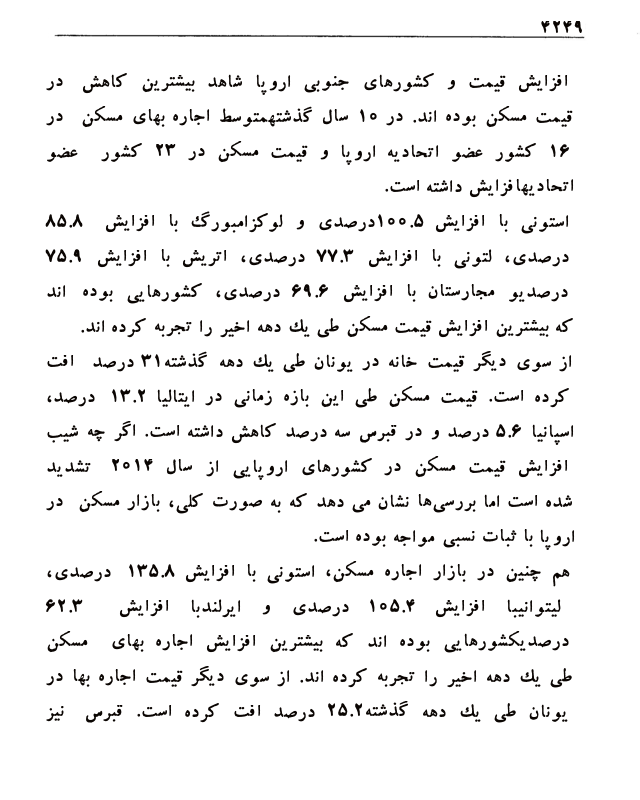 ۴۲۴۹
افزایش قیمت و کشورهای جنوبی اروپا شاهد بیشترین کاهش در
قیمت مسکن بوده اند. در ۱۰ سال گذشتهمتوسط اجاره بهای مسکن در
۱۶ کشور عضو اتحادیه اروپا و قیمت مسکن در ۲۳ کشور عضو
اتحادیهافزایش داشته است.
استونی با افزایش ۱۰۰.۵درصدی و لوکزامبورگ با افزایش ۸۵.۸
درصدی، لتونی با افزایش ۷۷.۳ درصدی، اتریش با افزایش ۷۵.۹
درصدیو مجارستان با افزایش ۶۹.۶ درصدی، کشورهایی بوده اند
که بیشترین افزایش قیمت مسکن طی یك دهه اخیر را تجربه کرده اند.
از سوی دیگر قیمت خانه در یونان طی یك دهه گذشته۳۱ درصد افت
کرده است. قیمت مسکن طی این بازه زمانی در ایتالیا ۱۳.۲ درصد،
اسپانیا ۵.۶ درصد و در قبرس سه درصد کاهش داشته است. اگر چه شیب
افزایش قیمت مسکن در کشورهای اروپایی از سال ۲۰۱۴ تشدید
شده است اما بررسی‌ها نشان می دهد که به صورت کلی، بازار مسکن در
اروپا با ثبات نسبی مواجه بوده است.
هم چنین در بازار اجاره مسکن، استونی با افزایش ۱۳۵.۸ درصدی،
لیتوانیبا افزایش ۱۰۵.۴ درصدی و ایرلندبا افزایش ۶۲.۳
درصدیکشورهایی بوده اند که بیشترین افزایش اجاره بهای مسکن
طی یك دهه اخیر را تجربه کرده اند. از سوی دیگر قیمت اجاره بها در
یونان طی یك دهه گذشته۲۵.۲ درصد افت کرده است. قبرس نیز